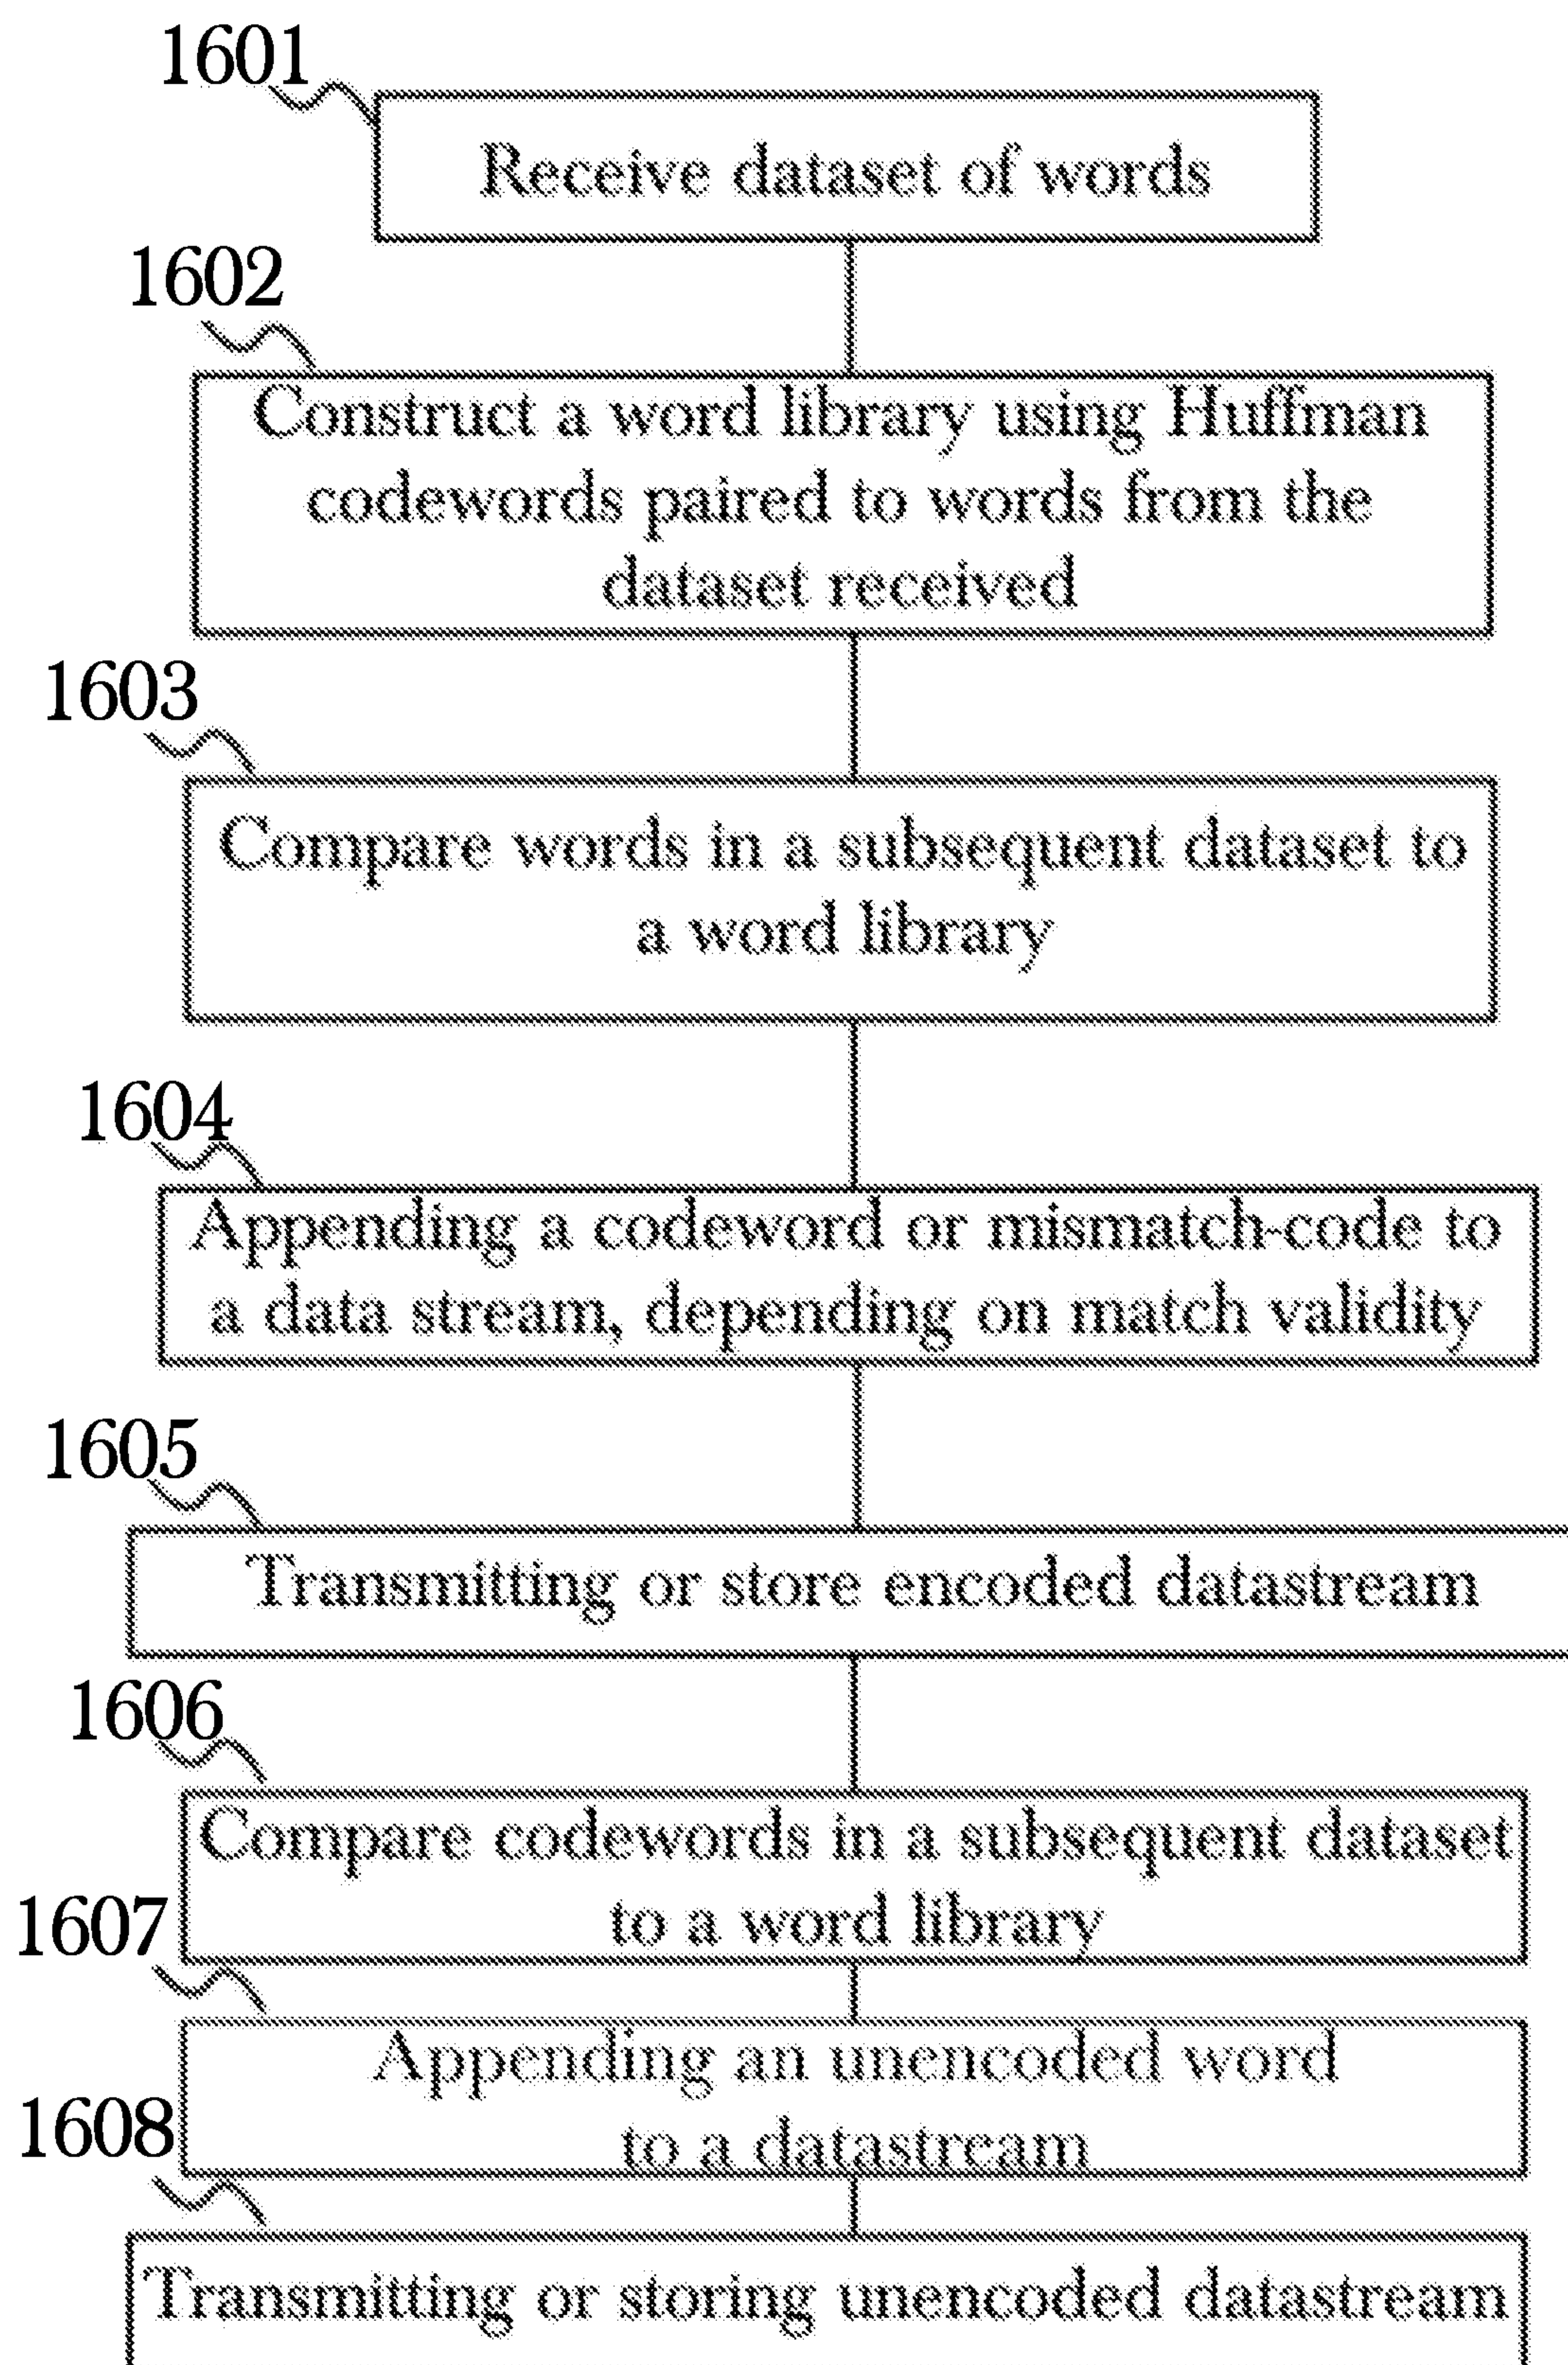 1601
Receive dataset of words
1602
Construct a word library using Huffman
codewords paired to words from the
dataset received
1603
Compare words in a subsequent dataset to
a word library
1604
Appending a codeword or mismatch-code to
a data stream, depending on match validity
1605
Transmitting or store encoded datastream
1606
Compare codewords in a subsequent dataset
to a word library
1607
Appending an unencoded word
to a datastream
1608
Transmitting or storing unencoded datastream